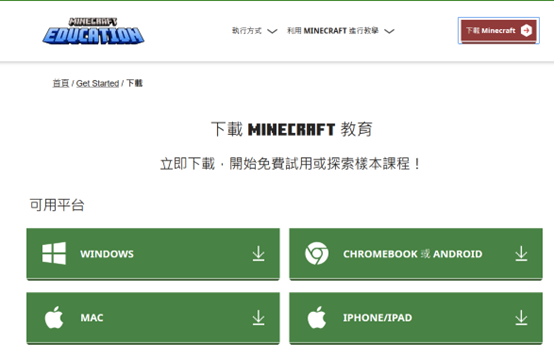 MINECRAFT
EDUCATION
執行方式 利用 MINECRAFT 進行教學 下載 Minecraft
首頁 / Get Started / 下載
下載 MINECRAFT 教育
立即下載，開始免費試用或探索樣本課程！
可用平台
WINDOWS
CHROMEBOOK 或 ANDROID
MAC
IPHONE/IPAD